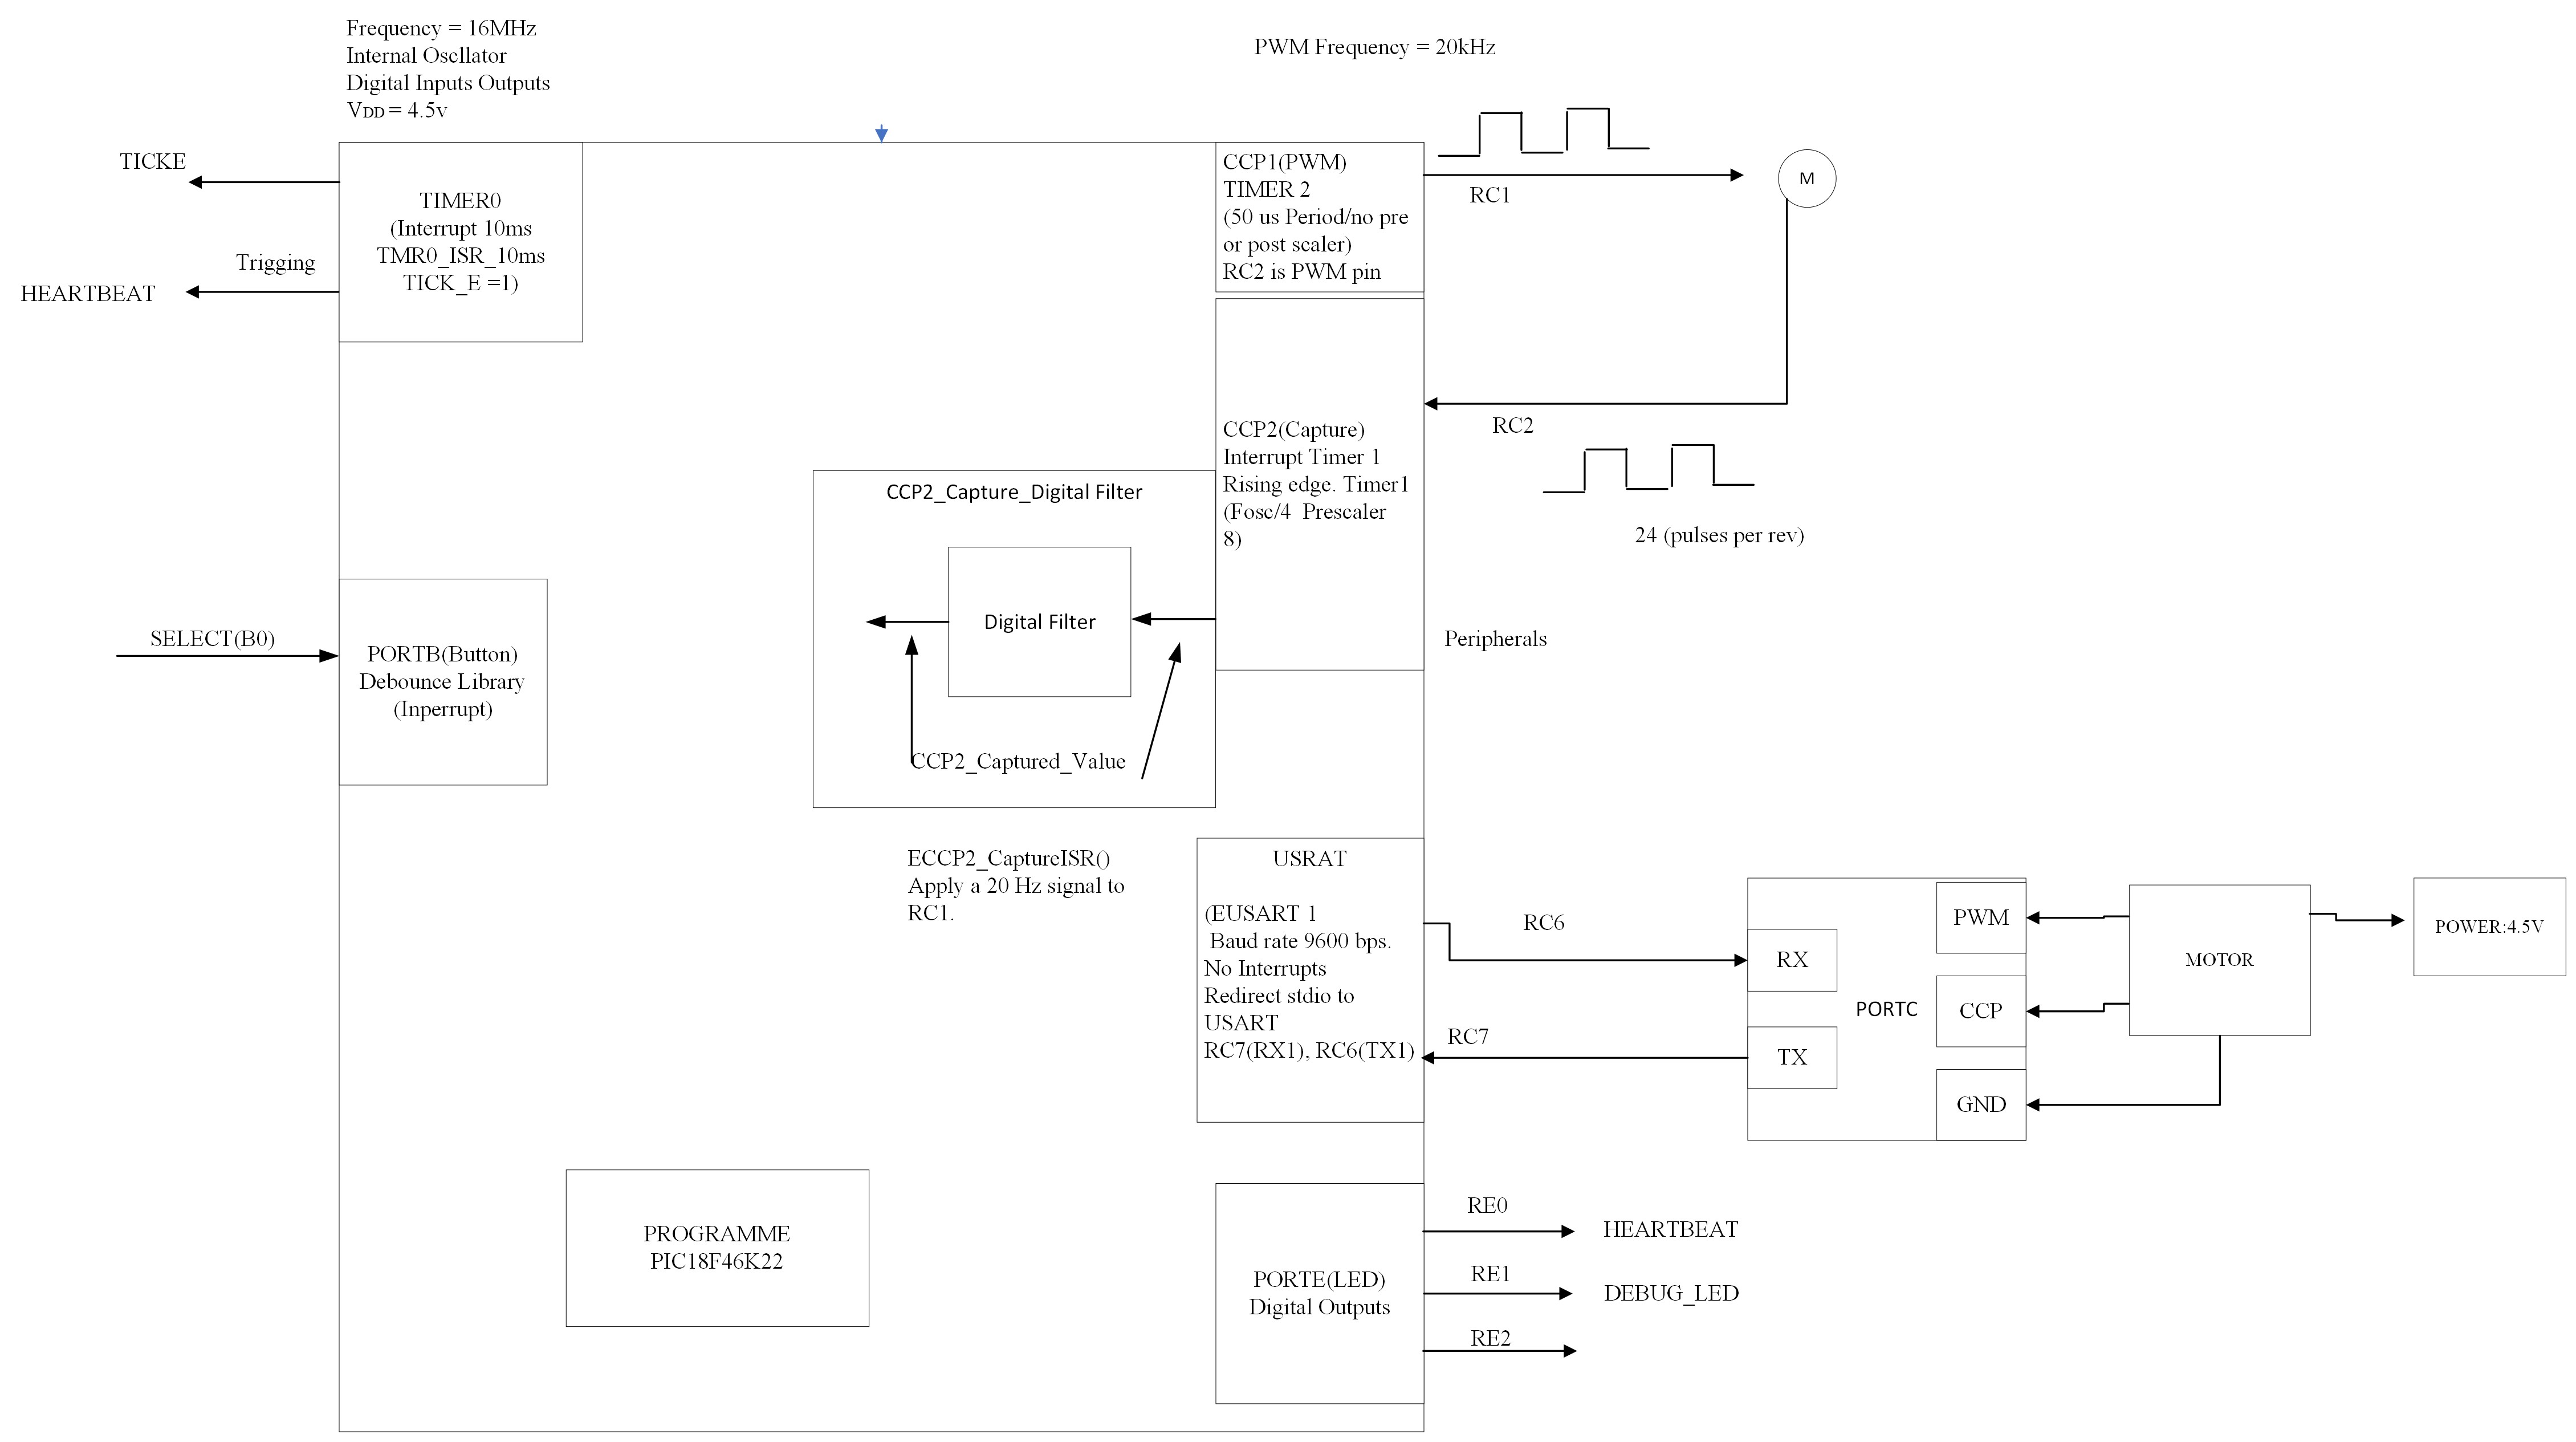 Frequency = 16MHz
Internal Oscllator
Digital Inputs Outputs
VDD = 4.5v
PWM Frequency = 20kHz
TICKE
Trigging
HEARTBEAT
TIMER0
(Interrupt 10ms
TMR0_ISR_10ms
TICK_E =1)
CCP1(PWM)
TIMER 2
(50 us Period/no pre
or post scaler)
RC2 is PWM pin
RC1
M
RC2
CCP2(Capture)
Interrupt Timer 1
Rising edge. Timer1
(Fosc/4 Prescaler
8)
24 (pulses per rev)
CCP2_Capture_Digital Filter
Digital Filter
CCP2_Captured_Value
Peripherals
SELECT(B0)
PORTB(Button)
Debounce Library
(Inperrupt)
ECCP2_CaptureISR()
Apply a 20 Hz signal to
RC1.
USRAT
(EUSART 1
Baud rate 9600 bps.
No Interrupts
Redirect stdio to
USART
RC7(RX1), RC6(TX1)
RC6
RC7
RX
TX
PORTC
PWM
CCP
GND
MOTOR
POWER:4.5V
PROGRAMME
PIC18F46K22
PORTE(LED)
Digital Outputs
RE0
HEARTBEAT
RE1
DEBUG_LED
RE2